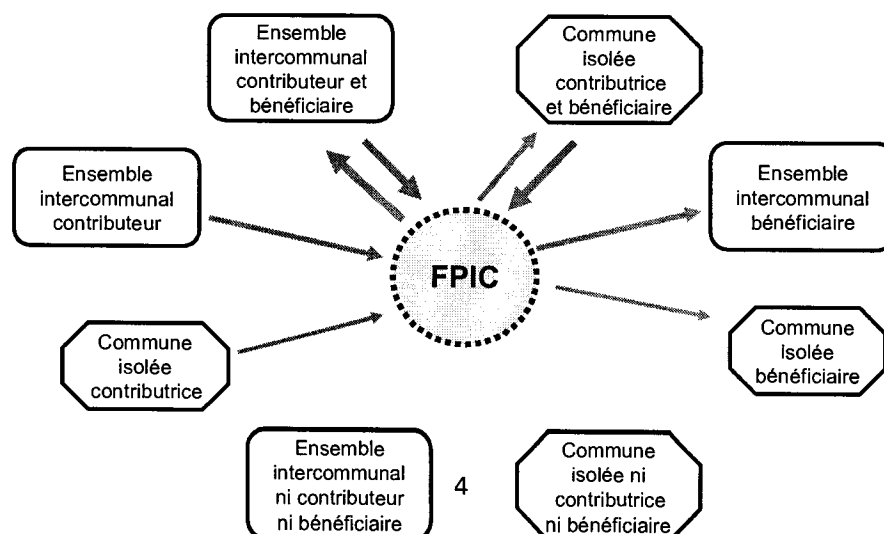 Ensemble
intercommunal
contributeur et
bénéficiaire
Commune
isolée
contributrice
et bénéficiaire
Ensemble
intercommunal
contributeur
Ensemble
intercommunal
bénéficiaire
FPIC
Commune
isolée
contributrice
Commune
Isolée
bénéficiaire
Ensemble
intercommunal
ni contributeur
ni bénéficiaire
4
Commune
isolée ni
contributrice
ni bénéficiaire